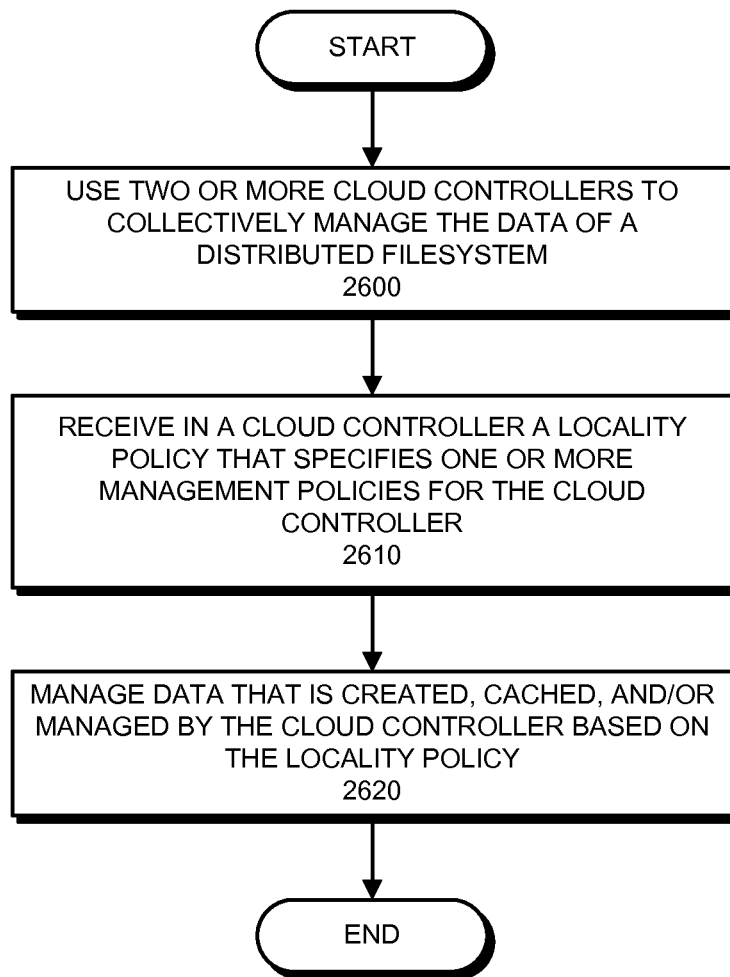 START
USE TWO OR MORE CLOUD CONTROLLERS TO
COLLECTIVELY MANAGE THE DATA OF A
DISTRIBUTED FILESYSTEM
2600
RECEIVE IN A CLOUD CONTROLLER A LOCALITY
POLICY THAT SPECIFIES ONE OR MORE
MANAGEMENT POLICIES FOR THE CLOUD
CONTROLLER
2610
MANAGE DATA THAT IS CREATED, CACHED, AND/OR
MANAGED BY THE CLOUD CONTROLLER BASED ON
THE LOCALITY POLICY
2620
END